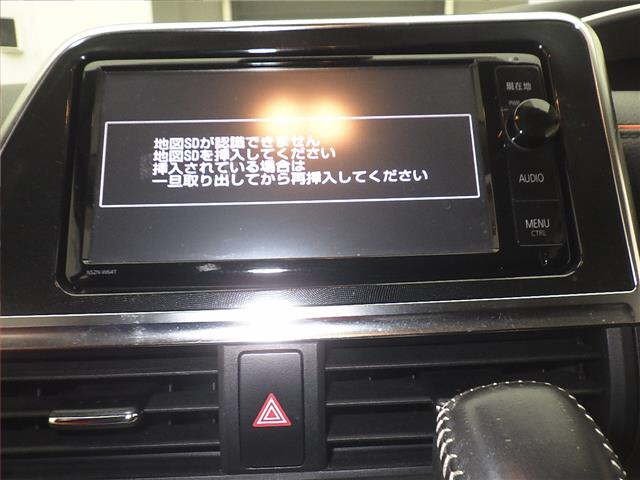 地図SDが認識できません
地図SDを挿入してください
挿入されている場合は
一旦取り出してから再挿入してください
現在地
PWR
AUDIO
MENU
CTRL
NSZN-W64T